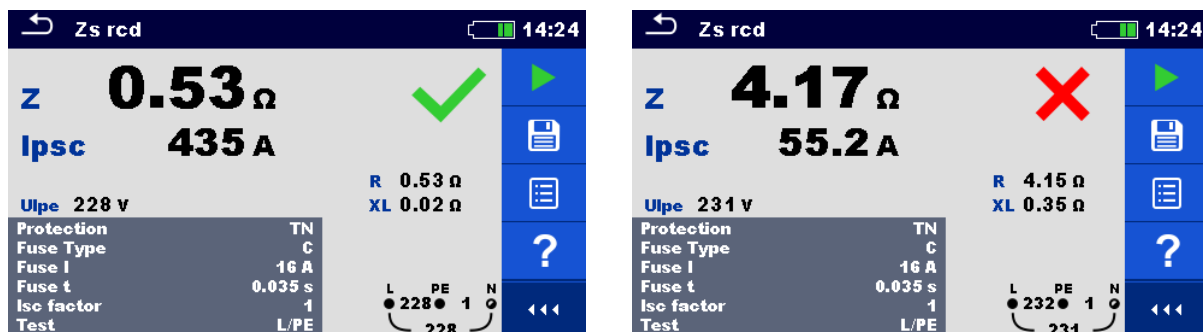 Zs rcd 14:24
Z 0.53 Ω
Ipsc 435 A
R 0.53 Ω
Ulpe 228 V XL 0.02 Ω
Protection TN
Fuse Type C
Fuse I 16 A
Fuse t 0.035 s
Isc factor 1
Test L/PE
?
L PE N
228 1
228
Zs rcd 14:24
Z 4.17 Ω
Ipsc 55.2 A
R 4.15 Ω
Ulpe 231 V XL 0.35 Ω
Protection TN
Fuse Type C
Fuse I 16 A
Fuse t 0.035 s
Isc factor 1
Test L/PE
?
L PE N
232 1
231